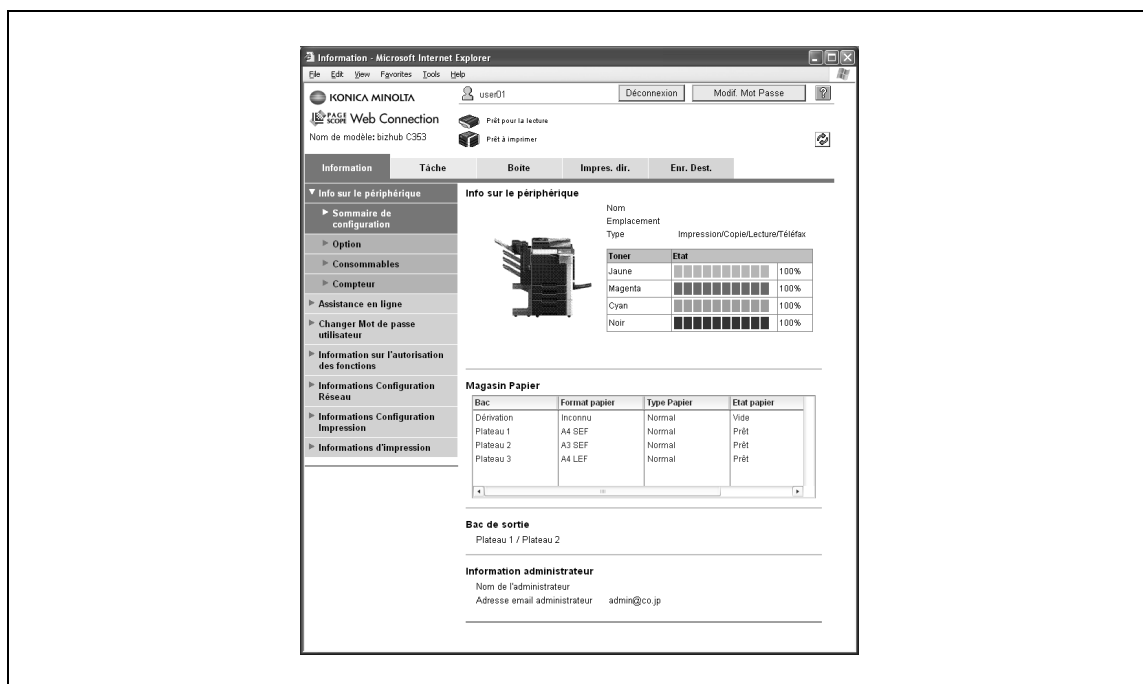 Information - Microsoft Internet Explorer
File Edit View Favorites Tools Help
KONICA MINOLTA
user01
Déconnexion
Modif. Mot Passe
?
PAGE SCOPE Web Connection
Prêt pour la lecture
Nom de modèle: bizhub C353
Prêt à imprimer
Information
Tâche
Boîte
Impres. dir.
Enr. Dest.
Info sur le périphérique
Sommaire de
configuration
Option
Consommables
Compteur
Assistance en ligne
Changer Mot de passe
utilisateur
Information sur l'autorisation
des fonctions
Informations Configuration
Réseau
Informations Configuration
Impression
Informations d'impression
Info sur le périphérique
Nom
Emplacement
Type Impression/Copie/Lecture/Téléfax
Toner Etat
Jaune 100%
Magenta 100%
Cyan 100%
Noir 100%
Magasin Papier
Bac Format papier Type Papier Etat papier
Dérivation Inconnu Normal Vide
Plateau 1 A4 SEF Normal Prêt
Plateau 2 A3 SEF Normal Prêt
Plateau 3 A4 LEF Normal Prêt
Bac de sortie
Plateau 1 / Plateau 2
Information administrateur
Nom de l'administrateur
Adresse email administrateur admin@co.jp